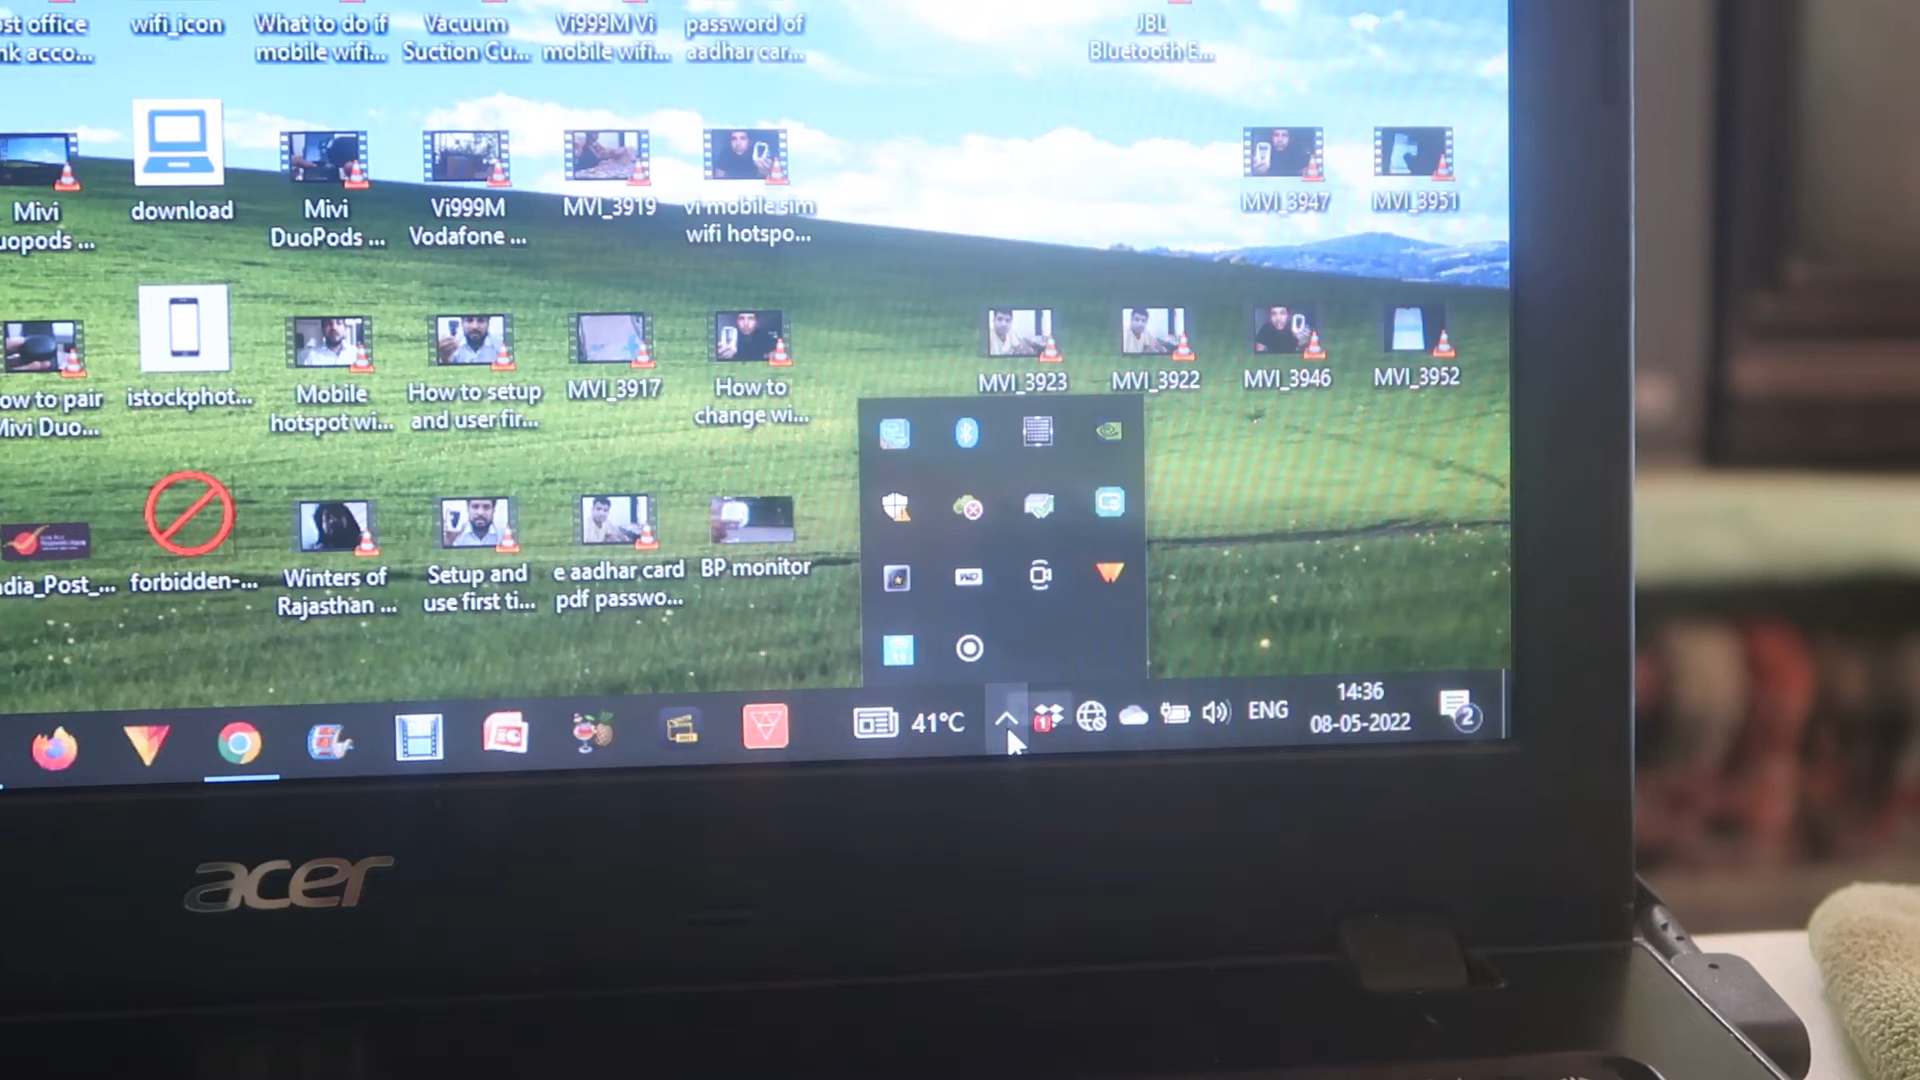 st office
nk acco...
wifi_icon
What to do if
mobile wifi...
Vacuum
Suction Cu...
Vi999M Vi
mobile wifi...
password of
aadhar car...
JBL
Bluetooth E...
Mivi
uopods ...
download
Mivi
DuoPods ...
Vi999M
Vodafone ...
MVI_3919
vi mobile sim
wifi hotspo...
MVI_3947
MVI_3951
ow to pair
Mivi Duo...
istockphot...
Mobile
hotspot wi...
How to setup
and user fir...
MVI_3917
How to
change wi...
MVI_3923
MVI_3922
MVI_3946
MVI_3952
ndia_Post_...
forbidden-...
Winters of
Rajasthan ...
Setup and
use first ti...
e aadhar card
pdf passwo...
BP monitor
WD
41°C
1
ENG
14:36
08-05-2022
2
acer